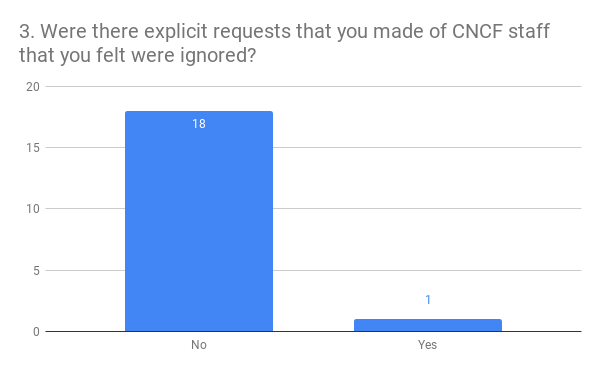 3. Were there explicit requests that you made of CNCF staff
that you felt were ignored?
20
15
10
5
0
18
1
No
Yes